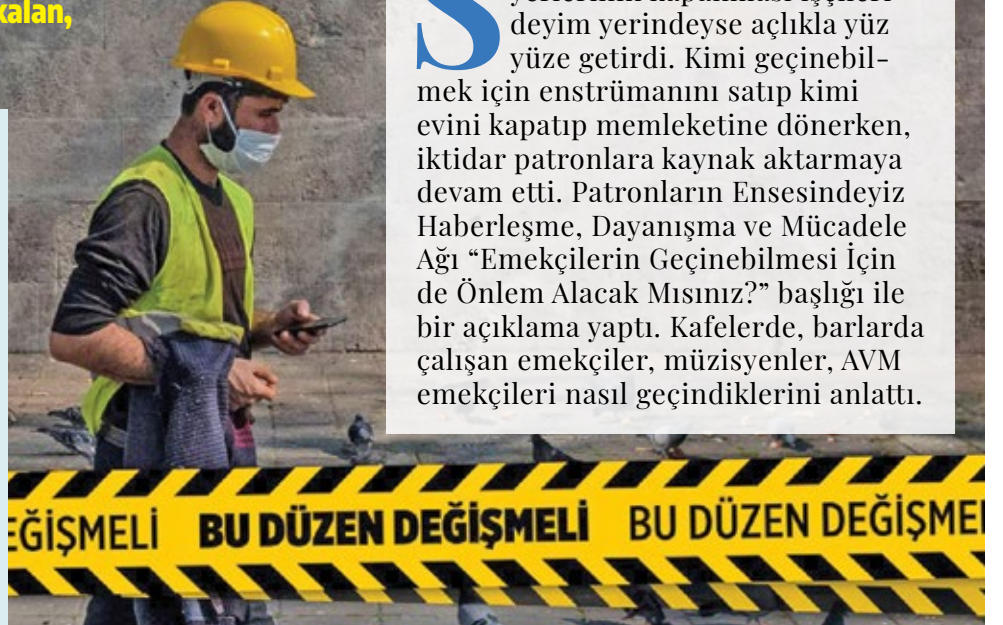 kalan,
S
deyim yerindeyse açlıkla yüz
yüze getirdi. Kimi geçinebil-
mek için enstrümanını satıp kimi
evini kapatıp memleketine dönerken,
iktidar patronlara kaynak aktarmaya
devam etti. Patronların Ensesindeyiz
Haberleşme, Dayanışma ve Mücadele
Ağı “Emekçilerin Geçinebilmesi İçin
de Önlem Alacak Mısınız?” başlığı ile
bir açıklama yaptı. Kafelerde, barlarda
çalışan emekçiler, müzisyenler, AVM
emekçileri nasıl geçindiklerini anlattı.
EĞİŞMELİ BU DÜZEN DEĞİŞMELİ BU DÜZEN DEĞİŞME